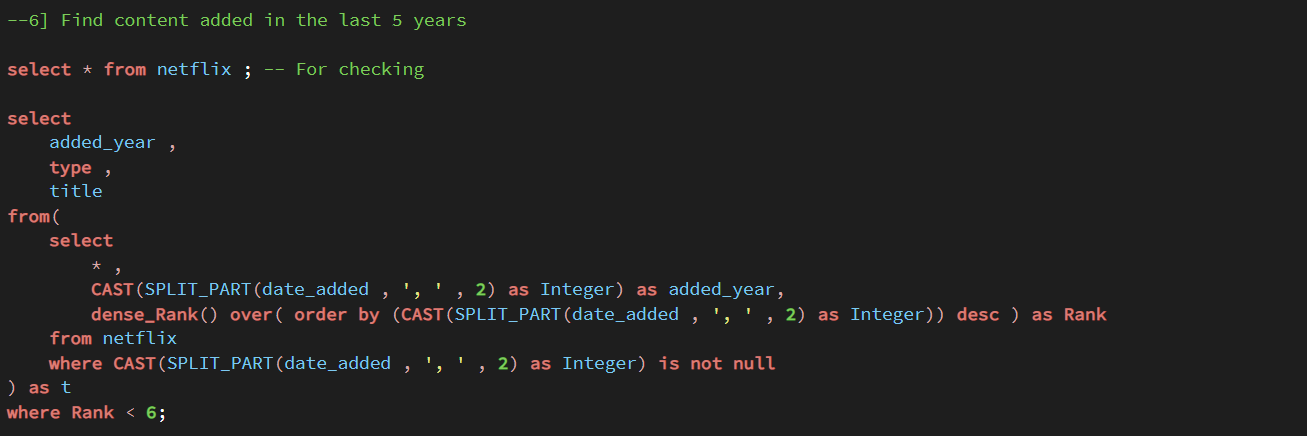 --6] Find content added in the last 5 years
select * from netflix ; -- For checking
select
added_year ,
type ,
title
from(
select
* ,
CAST(SPLIT_PART(date_added , ', ' , 2) as Integer) as added_year,
dense_Rank() over( order by (CAST(SPLIT_PART(date_added , ', ' , 2) as Integer)) desc ) as Rank
from netflix
where CAST(SPLIT_PART(date_added , ', ' , 2) as Integer) is not null
) as t
where Rank < 6;